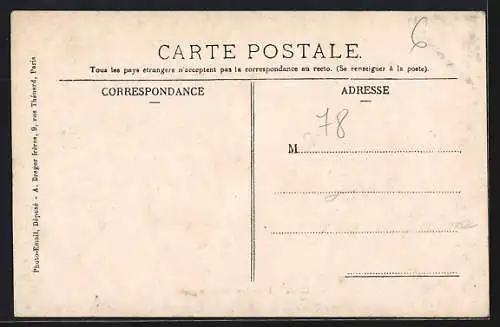 6
CARTE POSTALE.
Tous les pays étrangers n'acceptent pas la correspondance au recto. (Se renseigner à la poste).
CORRESPONDANCE
ADRESSE
78
M
Photo-Email, Déposé - A. Breger frères, 9, rue Thénard, Paris